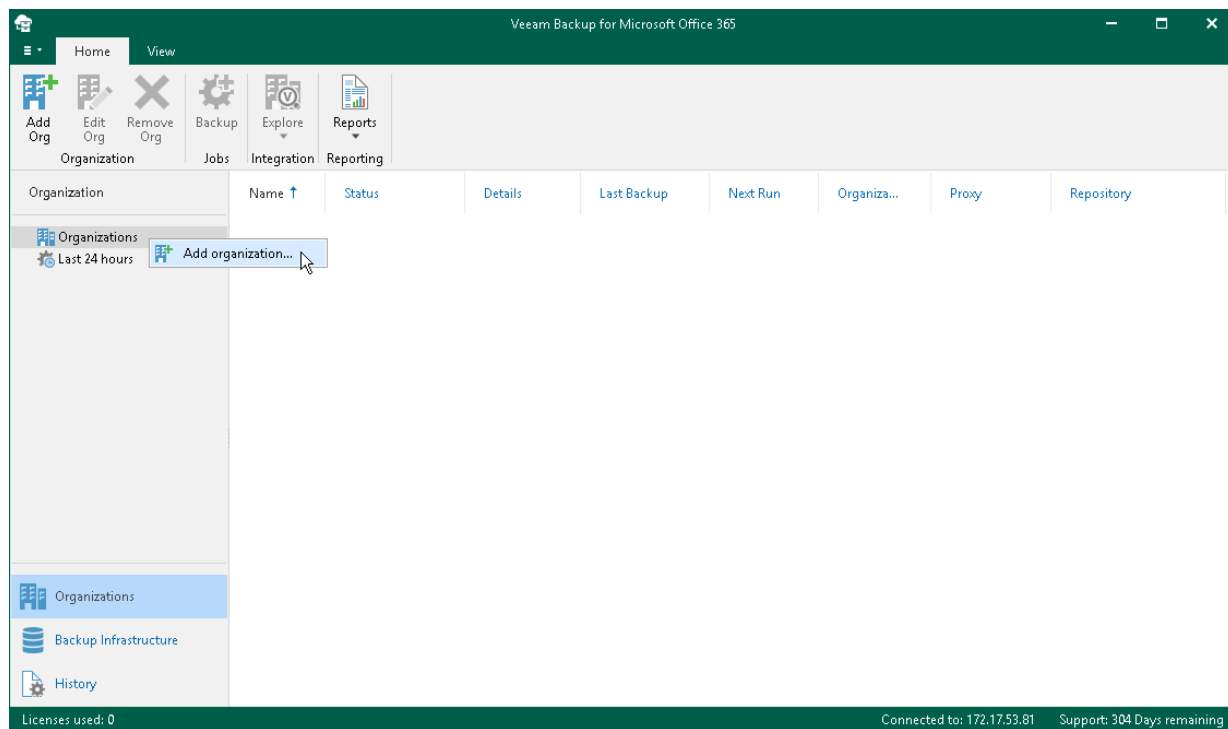 Veeam Backup for Microsoft Office 365
Home View
Add Org
Edit Org
Remove Org
Backup
Explore
Reports
Organization Jobs Integration Reporting
Organization
Name Status Details Last Backup Next Run Organiza... Proxy Repository
Organizations
Last 24 hours
Add organization...
Organizations
Backup Infrastructure
History
Licenses used: 0 Connected to: 172.17.53.81 Support: 304 Days remaining